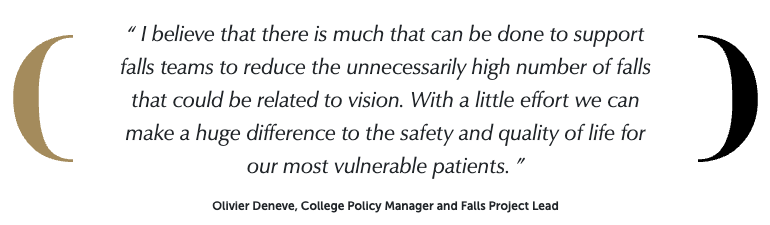 “ I believe that there is much that can be done to support
falls teams to reduce the unnecessarily high number of falls
that could be related to vision. With a little effort we can
make a huge difference to the safety and quality of life for
our most vulnerable patients. ”
Olivier Deneve, College Policy Manager and Falls Project Lead